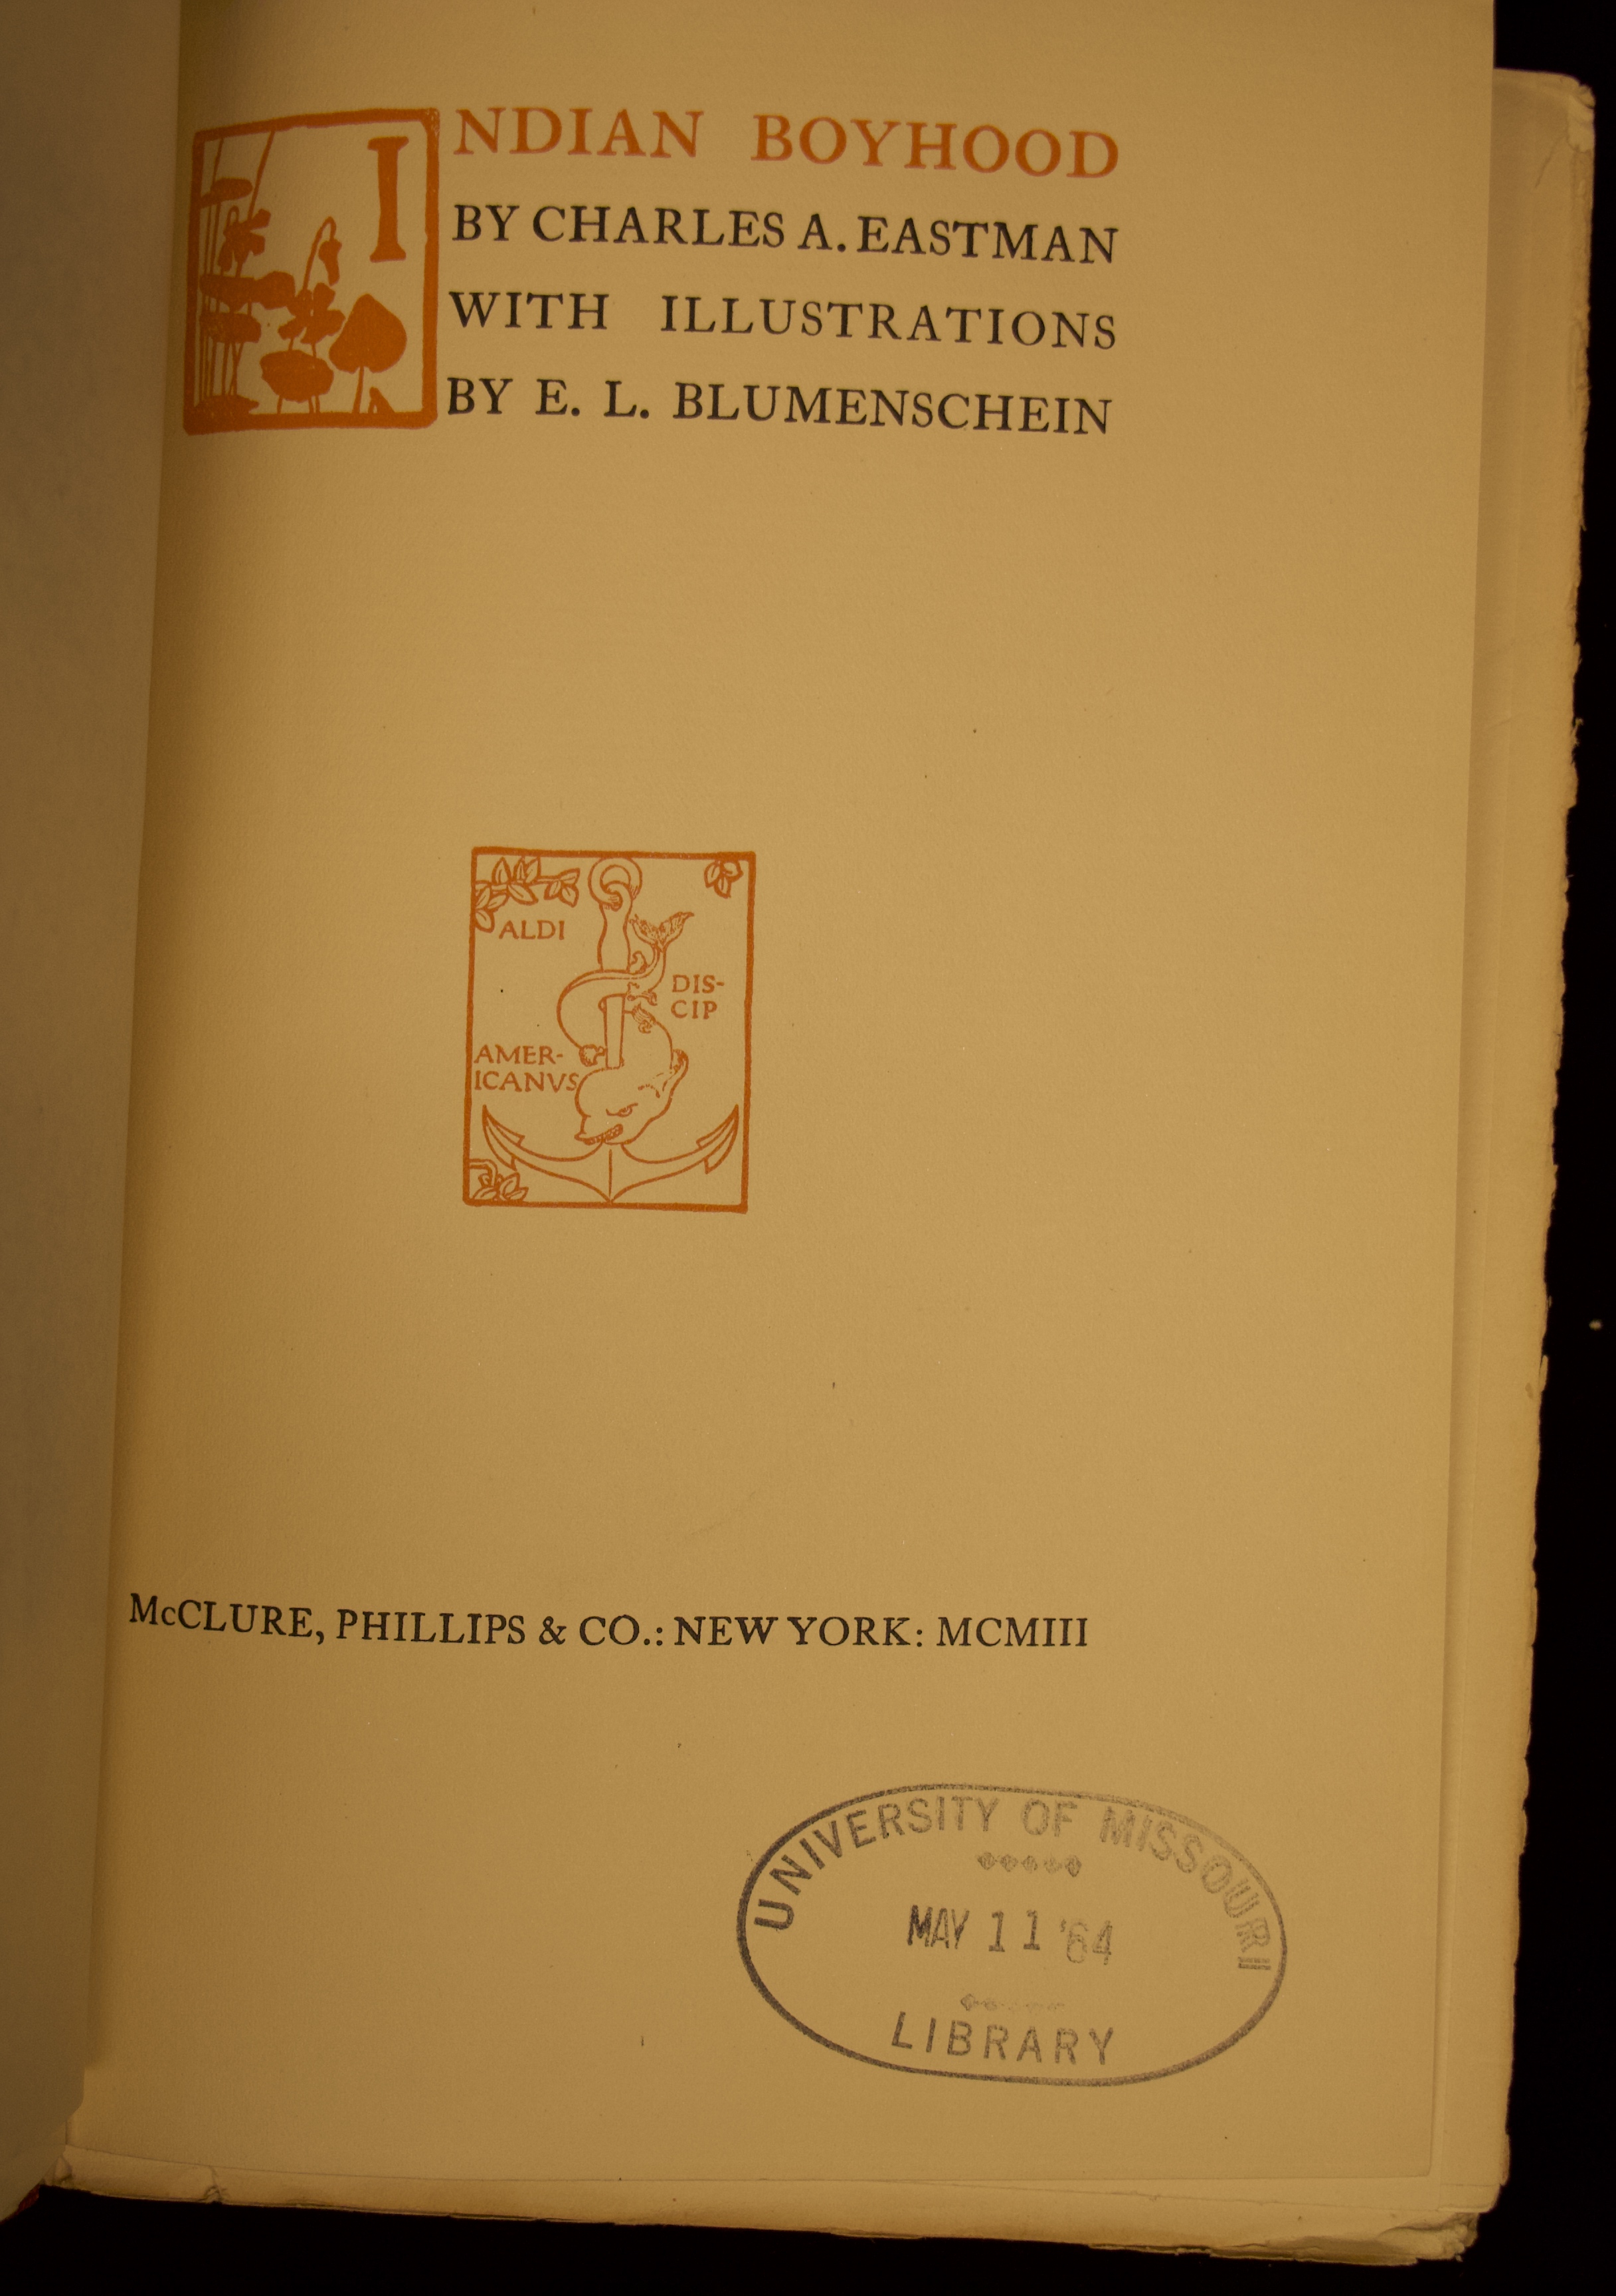 INDIAN BOYHOOD
BY CHARLES A. EASTMAN
WITH ILLUSTRATIONS
BY E. L. BLUMENSCHEIN
ALDI
DIS-
CIP
AMER-
ICANVS
McCLURE, PHILLIPS & CO.: NEW YORK: MCMIII
UNIVERSITY OF MISSOURI
MAY 11 '64
LIBRARY